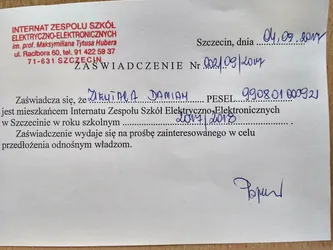 INTERNAT ZESPOŁU SZKÓŁ
ELEKTRYCZNO-ELEKTRONICZNYCH
im. prof. Maksymiliana Tytusa Hubera
ul. Racibora 60, tel. 91 422 59 37
71-631 SZCZECIN
Szczecin, dnia 04.09.2017
ZAŚWIADCZENIE Nr 002/09/2017
Zaświadcza się, że DAMIAN PESEL 99080100092
jest mieszkańcem Internatu Zespołu Szkół Elektryczno-Elektronicznych
w Szczecinie w roku szkolnym 2017/2018
Zaświadczenie wydaje się na prośbę zainteresowanego w celu
przedłożenia odnośnym władzom.